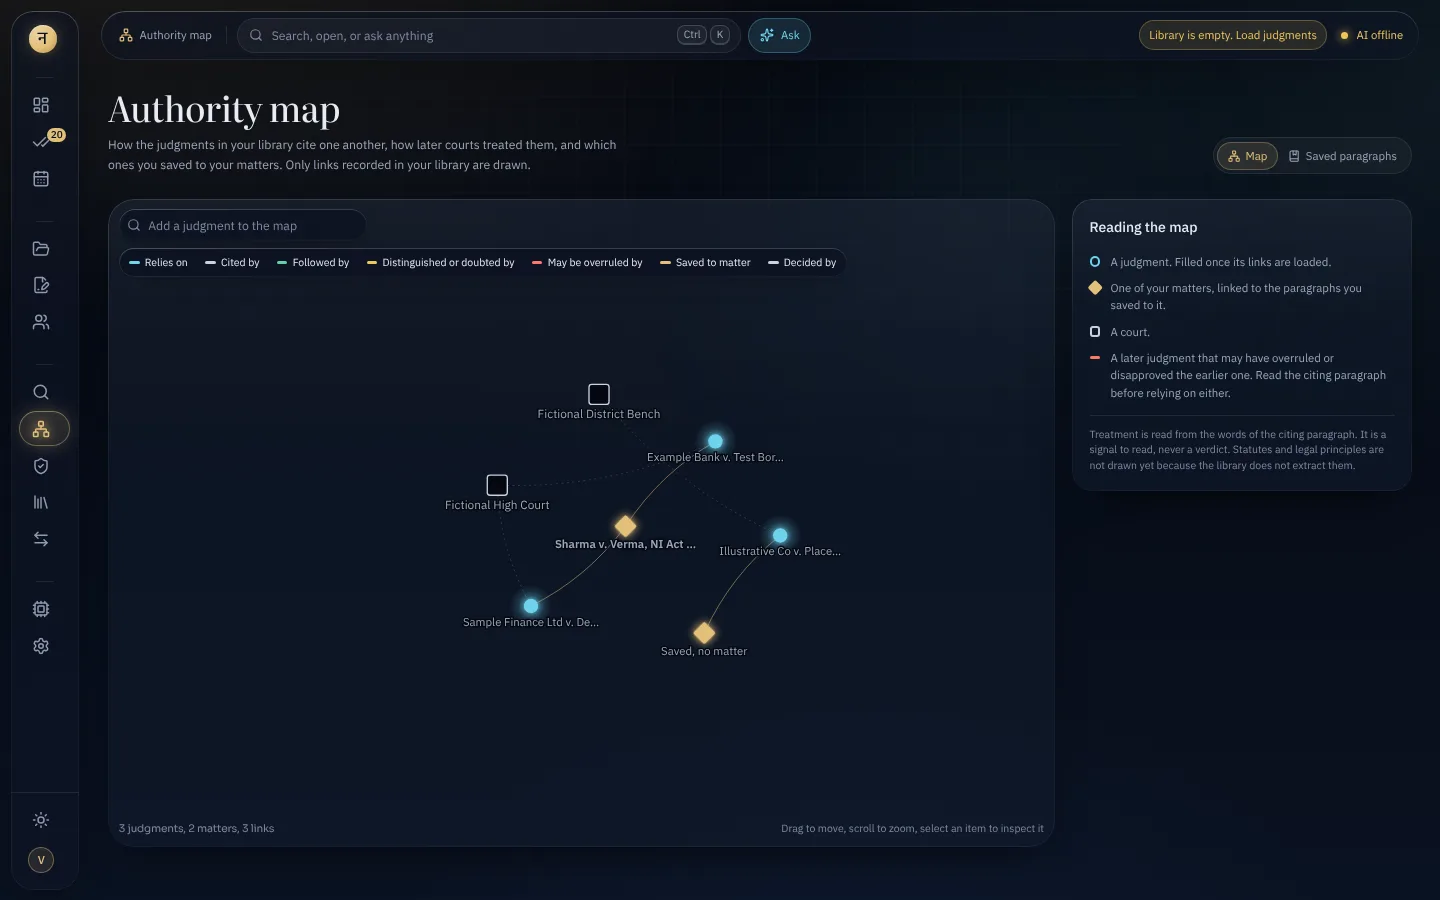 न
Authority map
Search, open, or ask anything
Ctrl
K
Ask
Library is empty. Load judgments
AI offline
20
Authority map
How the judgments in your library cite one another, how later courts treated them, and which
ones you saved to your matters. Only links recorded in your library are drawn.
Map
Saved paragraphs
Add a judgment to the map
Relies on
Cited by
Followed by
Distinguished or doubted by
May be overruled by
Saved to matter
Decided by
Fictional District Bench
Example Bank v. Test Bor...
Fictional High Court
Sharma v. Verma, NI Act ...
Illustrative Co v. Place...
Sample Finance Ltd v. De...
Saved, no matter
3 judgments, 2 matters, 3 links
Drag to move, scroll to zoom, select an item to inspect it
Reading the map
A judgment. Filled once its links are loaded.
One of your matters, linked to the paragraphs you
saved to it.
A court.
A later judgment that may have overruled or
disapproved the earlier one. Read the citing paragraph
before relying on either.
Treatment is read from the words of the citing paragraph. It is a
signal to read, never a verdict. Statutes and legal principles are
not drawn yet because the library does not extract them.
V